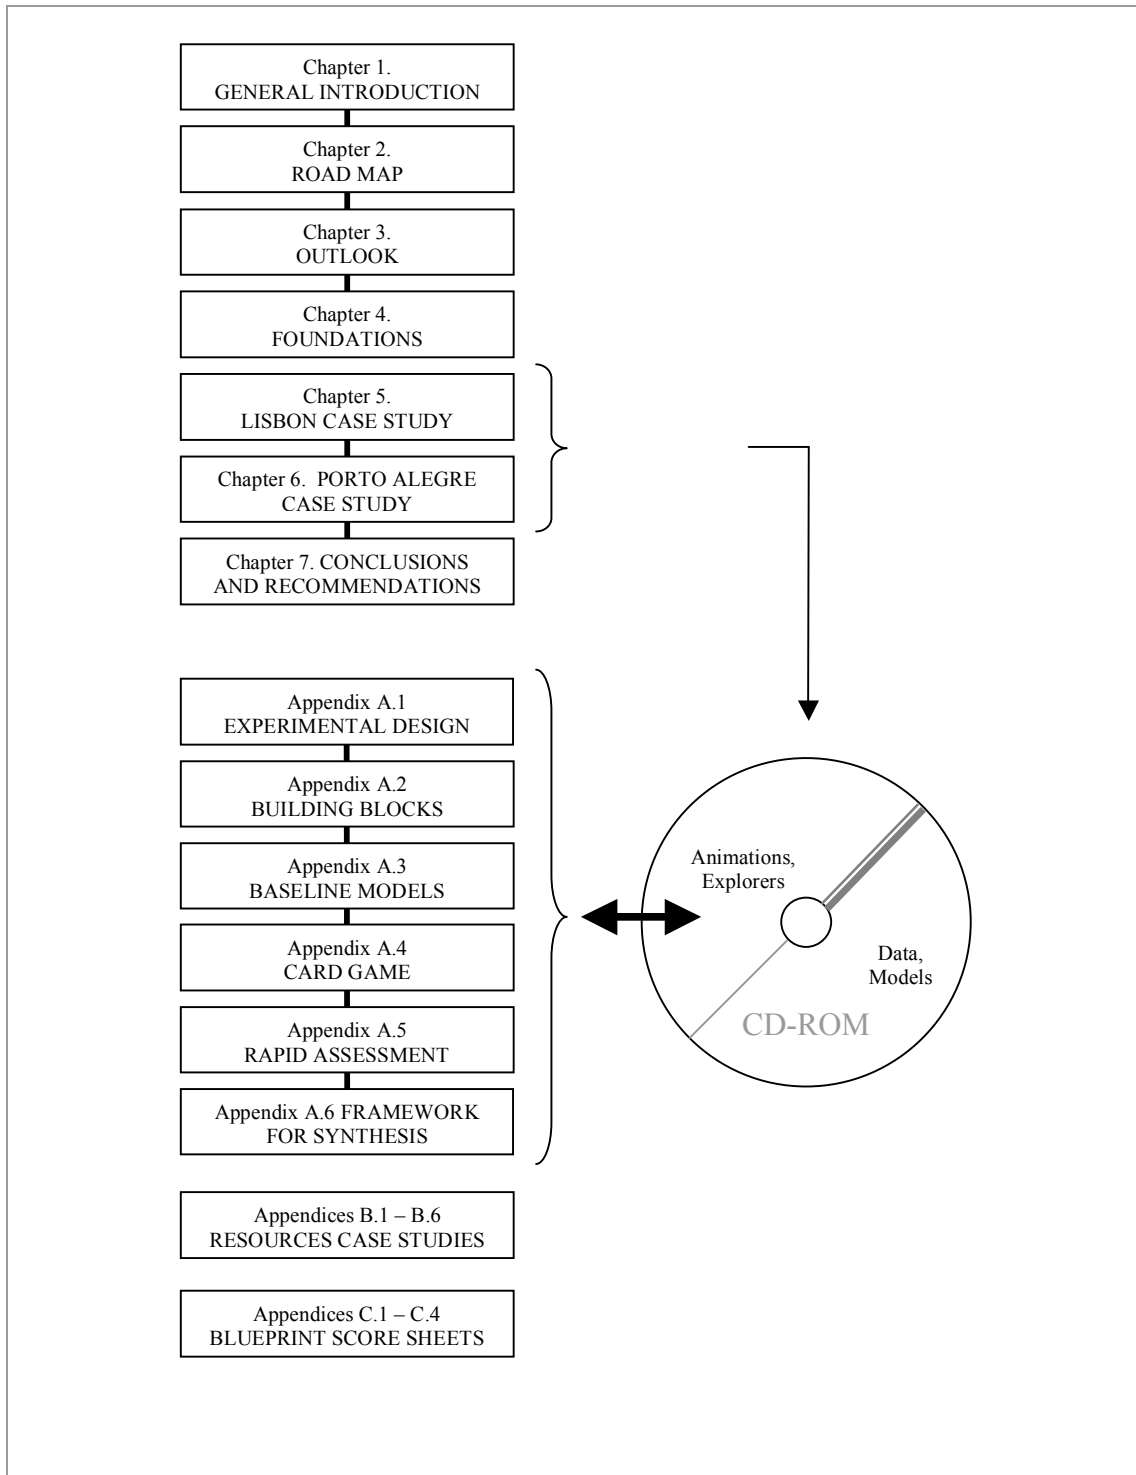 Chapter 1.
GENERAL INTRODUCTION
Chapter 2.
ROAD MAP
Chapter 3.
OUTLOOK
Chapter 4.
FOUNDATIONS
Chapter 5.
LISBON CASE STUDY
Chapter 6.  PORTO ALEGRE
CASE STUDY
Chapter 7. CONCLUSIONS
AND RECOMMENDATIONS
Appendix A.1
EXPERIMENTAL DESIGN
Appendix A.2
BUILDING BLOCKS
Appendix A.3
BASELINE MODELS
Appendix A.4
CARD GAME
Appendix A.5
RAPID ASSESSMENT
Appendix A.6 FRAMEWORK
FOR SYNTHESIS
Appendices B.1 – B.6
RESOURCES CASE STUDIES
Appendices C.1 – C.4
BLUEPRINT SCORE SHEETS
Animations,
Explorers
Data,
Models
CD-ROM